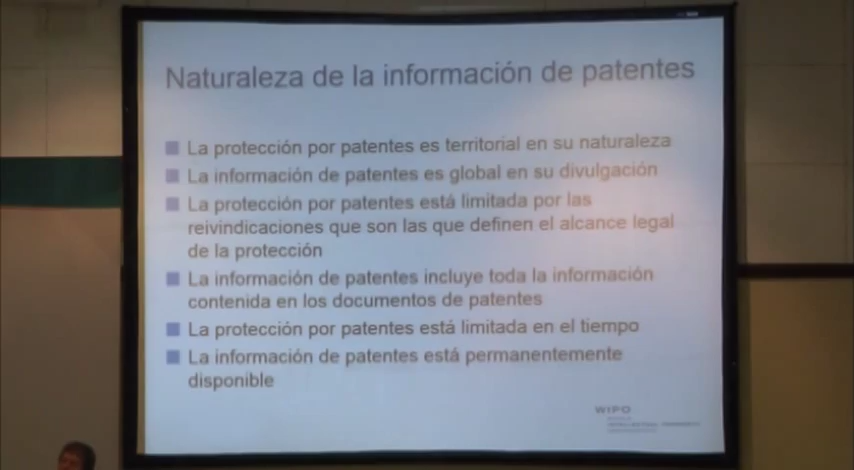 Naturaleza de la información de patentes
La protección por patentes es territorial en su naturaleza
La información de patentes es global en su divulgación
La protección por patentes está limitada por las
reivindicaciones que son las que definen el alcance legal
de la protección
La información de patentes incluye toda la información
contenida en los documentos de patentes
La protección por patentes está limitada en el tiempo
La información de patentes está permanentemente
disponible
WIPO